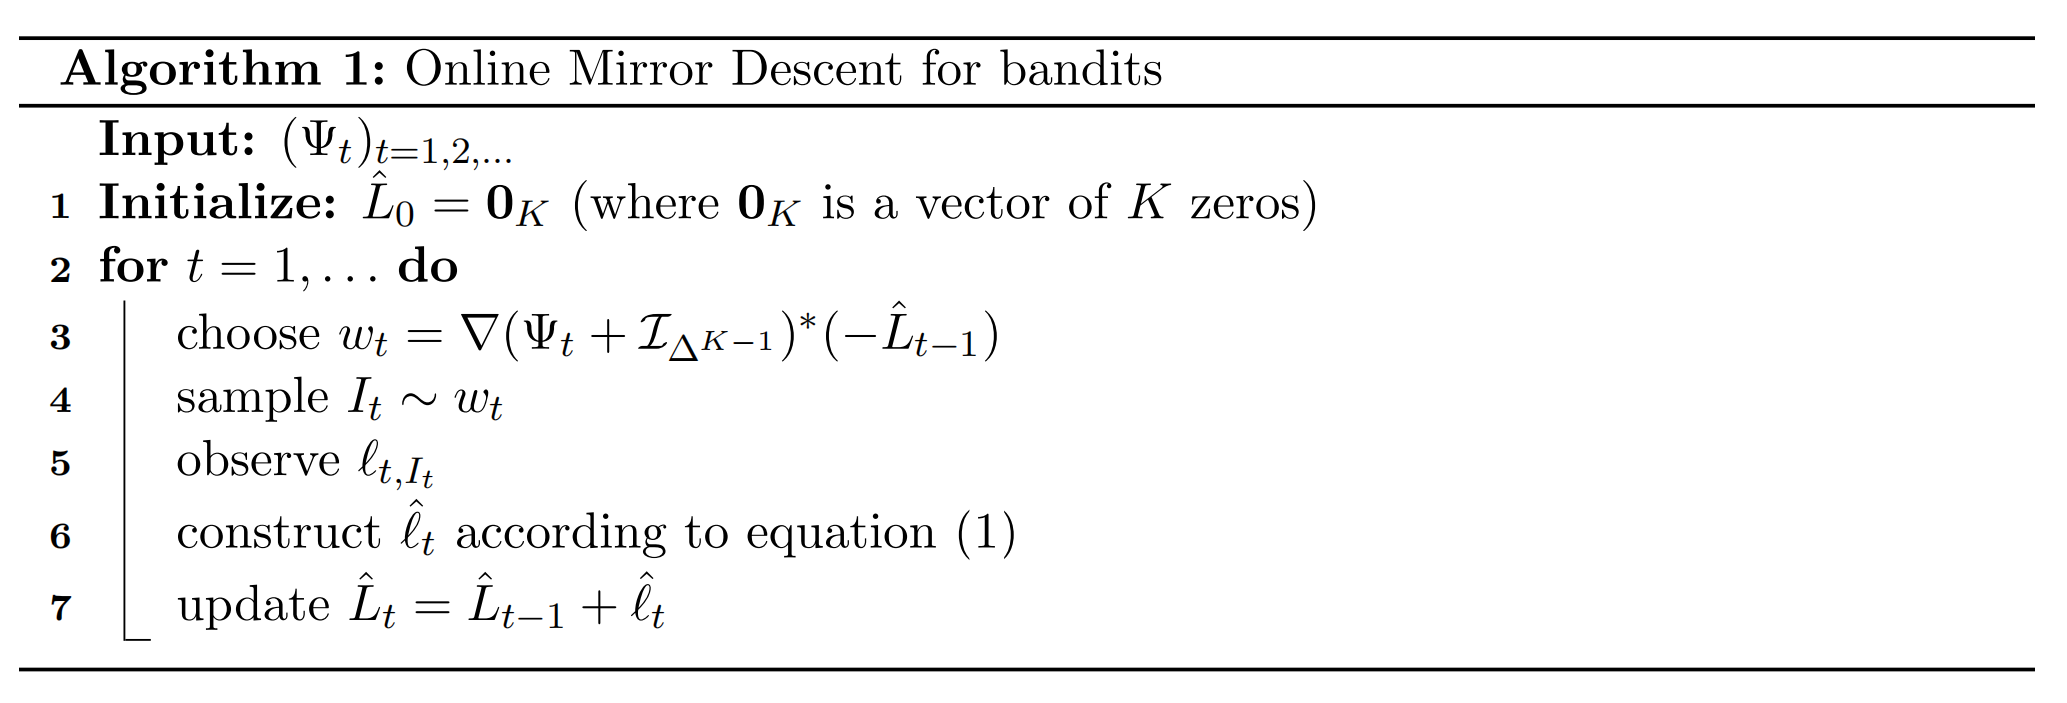 Algorithm 1: Online Mirror Descent for bandits
Input: (Ψ_t)_{t=1,2,...}
1 Initialize: L̂_0 = 𝟎_K (where 𝟎_K is a vector of K zeros)
2 for t = 1, . . . do
3 choose w_t = ∇(Ψ_t + ℐ_{Δ^{K−1}})^*(−L̂_{t−1})
4 sample I_t ∼ w_t
5 observe ℓ_{t,I_t}
6 construct ℓ̂_t according to equation (1)
7 update L̂_t = L̂_{t−1} + ℓ̂_t